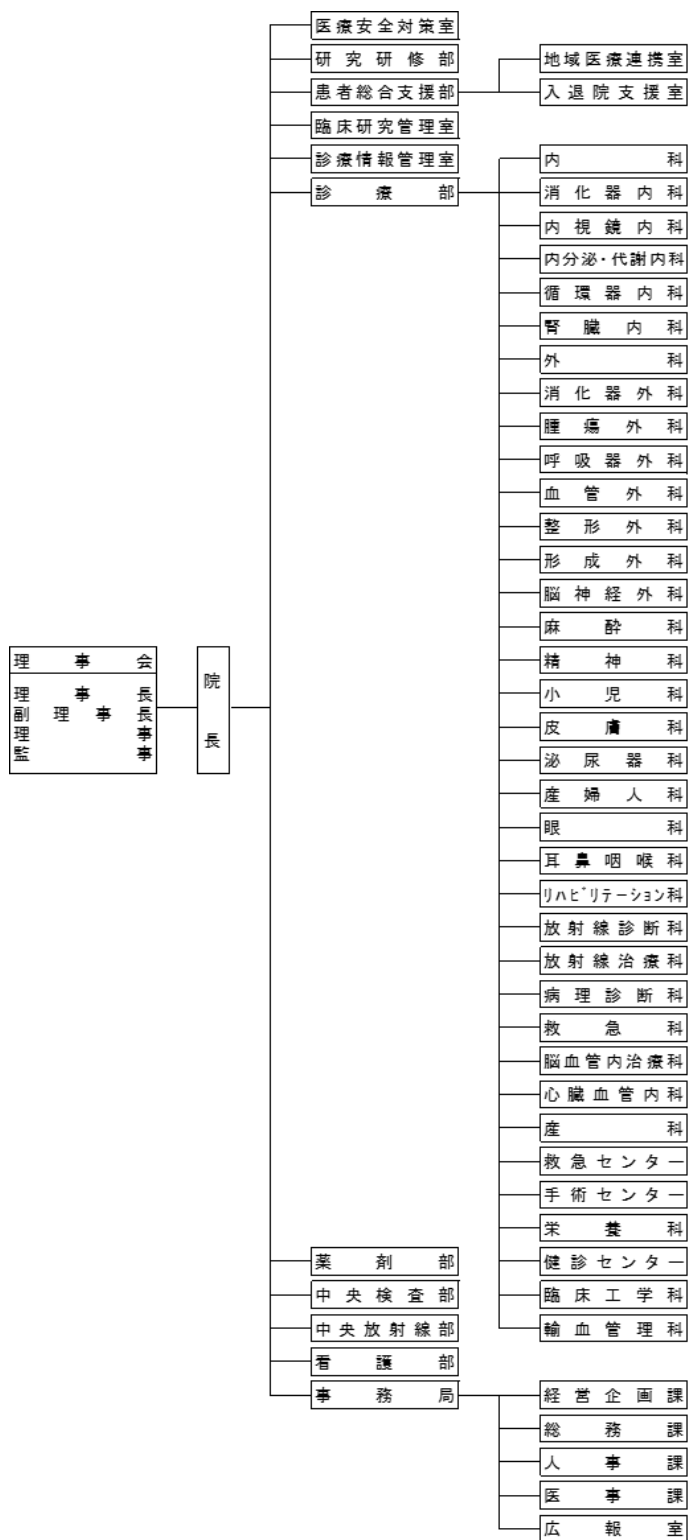 医療安全対策室
研究研修部
患者総合支援部
地域医療連携室
入退院支援室
臨床研究管理室
診療情報管理室
診療部
内科
消化器内科
内視鏡内科
内分泌・代謝内科
循環器内科
腎臓内科
外科
消化器外科
腫瘍外科
呼吸器外科
血管外科
整形外科
形成外科
脳神経外科
麻酔科
精神科
小児科
皮膚科
泌尿器科
産婦人科
眼科
耳鼻咽喉科
リハビリテーション科
放射線診断科
放射線治療科
病理診断科
救急科
脳血管内治療科
心臓血管内科
産科
救急センター
手術センター
栄養科
健診センター
臨床工学科
輸血管理科
理事会
理事長
副理事長
理事
監事
院長
薬剤部
中央検査部
中央放射線部
看護部
事務局
経営企画課
総務課
人事課
医事課
広報室